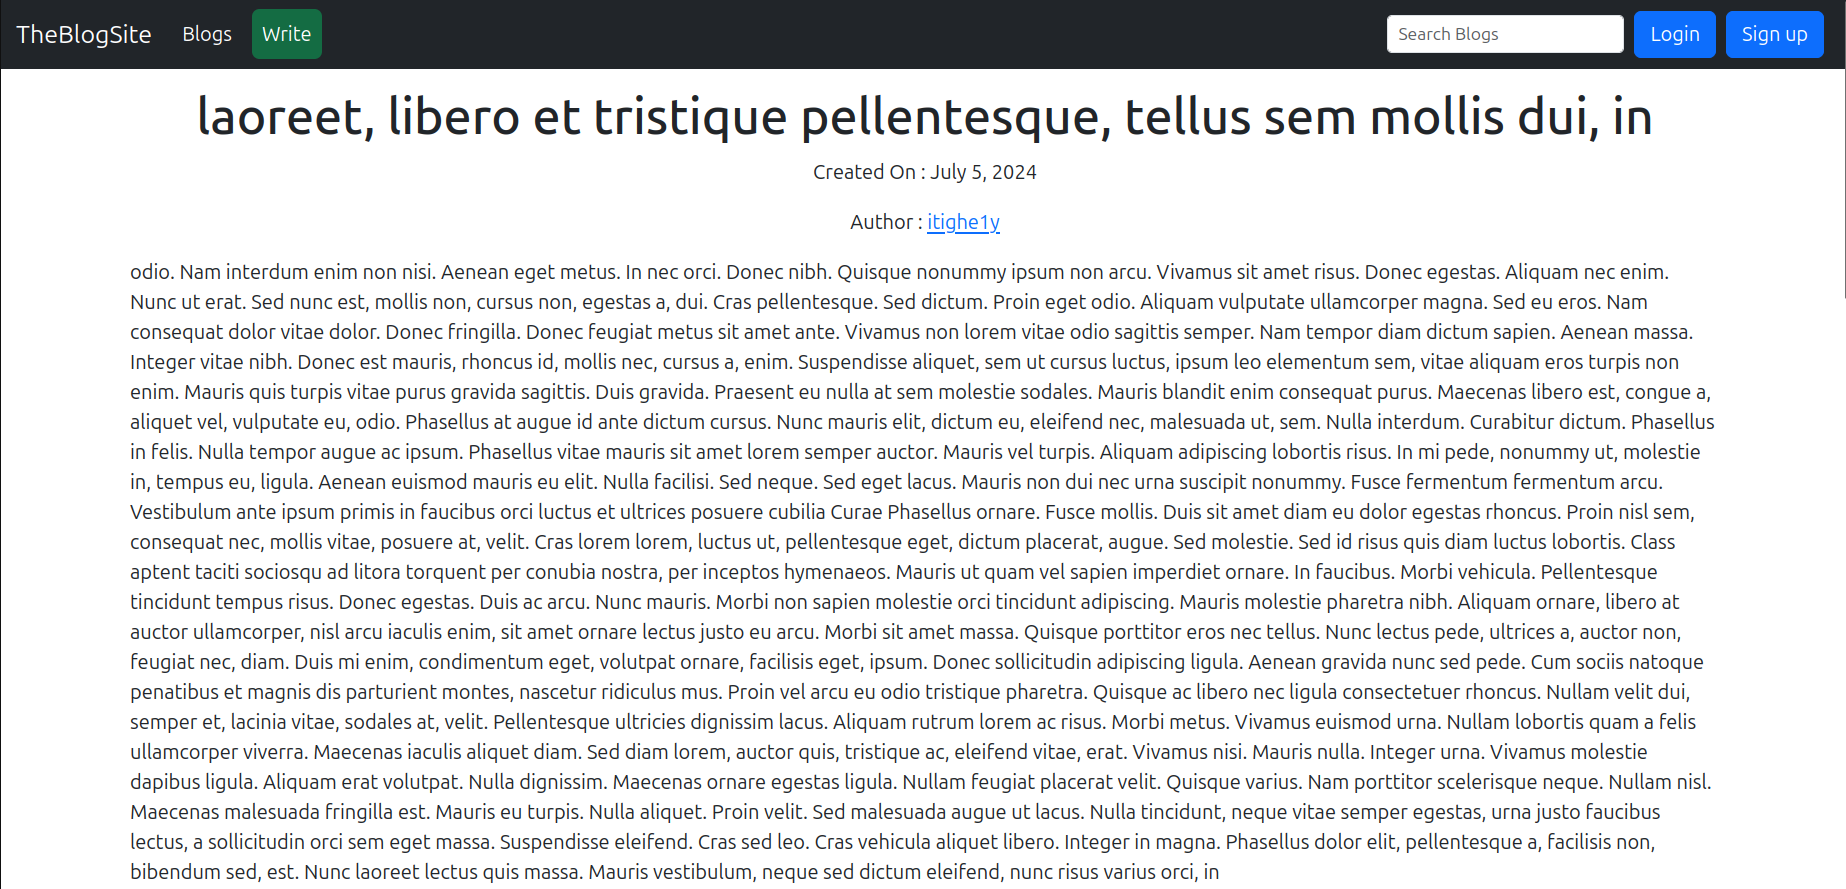 TheBlogSite Blogs Write Search Blogs Login Sign up
laoreet, libero et tristique pellentesque, tellus sem mollis dui, in
Created On : July 5, 2024
Author : itighe1y
odio. Nam interdum enim non nisi. Aenean eget metus. In nec orci. Donec nibh. Quisque nonummy ipsum non arcu. Vivamus sit amet risus. Donec egestas. Aliquam nec enim.
Nunc ut erat. Sed nunc est, mollis non, cursus non, egestas a, dui. Cras pellentesque. Sed dictum. Proin eget odio. Aliquam vulputate ullamcorper magna. Sed eu eros. Nam
consequat dolor vitae dolor. Donec fringilla. Donec feugiat metus sit amet ante. Vivamus non lorem vitae odio sagittis semper. Nam tempor diam dictum sapien. Aenean massa.
Integer vitae nibh. Donec est mauris, rhoncus id, mollis nec, cursus a, enim. Suspendisse aliquet, sem ut cursus luctus, ipsum leo elementum sem, vitae aliquam eros turpis non
enim. Mauris quis turpis vitae purus gravida sagittis. Duis gravida. Praesent eu nulla at sem molestie sodales. Mauris blandit enim consequat purus. Maecenas libero est, congue a,
aliquet vel, vulputate eu, odio. Phasellus at augue id ante dictum cursus. Nunc mauris elit, dictum eu, eleifend nec, malesuada ut, sem. Nulla interdum. Curabitur dictum. Phasellus
in felis. Nulla tempor augue ac ipsum. Phasellus vitae mauris sit amet lorem semper auctor. Mauris vel turpis. Aliquam adipiscing lobortis risus. In mi pede, nonummy ut, molestie
in, tempus eu, ligula. Aenean euismod mauris eu elit. Nulla facilisi. Sed neque. Sed eget lacus. Mauris non dui nec urna suscipit nonummy. Fusce fermentum fermentum arcu.
Vestibulum ante ipsum primis in faucibus orci luctus et ultrices posuere cubilia Curae Phasellus ornare. Fusce mollis. Duis sit amet diam eu dolor egestas rhoncus. Proin nisl sem,
consequat nec, mollis vitae, posuere at, velit. Cras lorem lorem, luctus ut, pellentesque eget, dictum placerat, augue. Sed molestie. Sed id risus quis diam luctus lobortis. Class
aptent taciti sociosqu ad litora torquent per conubia nostra, per inceptos hymenaeos. Mauris ut quam vel sapien imperdiet ornare. In faucibus. Morbi vehicula. Pellentesque
tincidunt tempus risus. Donec egestas. Duis ac arcu. Nunc mauris. Morbi non sapien molestie orci tincidunt adipiscing. Mauris molestie pharetra nibh. Aliquam ornare, libero at
auctor ullamcorper, nisl arcu iaculis enim, sit amet ornare lectus justo eu arcu. Morbi sit amet massa. Quisque porttitor eros nec tellus. Nunc lectus pede, ultrices a, auctor non,
feugiat nec, diam. Duis mi enim, condimentum eget, volutpat ornare, facilisis eget, ipsum. Donec sollicitudin adipiscing ligula. Aenean gravida nunc sed pede. Cum sociis natoque
penatibus et magnis dis parturient montes, nascetur ridiculus mus. Proin vel arcu eu odio tristique pharetra. Quisque ac libero nec ligula consectetuer rhoncus. Nullam velit dui,
semper et, lacinia vitae, sodales at, velit. Pellentesque ultricies dignissim lacus. Aliquam rutrum lorem ac risus. Morbi metus. Vivamus euismod urna. Nullam lobortis quam a felis
ullamcorper viverra. Maecenas iaculis aliquet diam. Sed diam lorem, auctor quis, tristique ac, eleifend vitae, erat. Vivamus nisi. Mauris nulla. Integer urna. Vivamus molestie
dapibus ligula. Aliquam erat volutpat. Nulla dignissim. Maecenas ornare egestas ligula. Nullam feugiat placerat velit. Quisque varius. Nam porttitor scelerisque neque. Nullam nisl.
Maecenas malesuada fringilla est. Mauris eu turpis. Nulla aliquet. Proin velit. Sed malesuada augue ut lacus. Nulla tincidunt, neque vitae semper egestas, urna justo faucibus
lectus, a sollicitudin orci sem eget massa. Suspendisse eleifend. Cras sed leo. Cras vehicula aliquet libero. Integer in magna. Phasellus dolor elit, pellentesque a, facilisis non,
bibendum sed, est. Nunc laoreet lectus quis massa. Mauris vestibulum, neque sed dictum eleifend, nunc risus varius orci, in